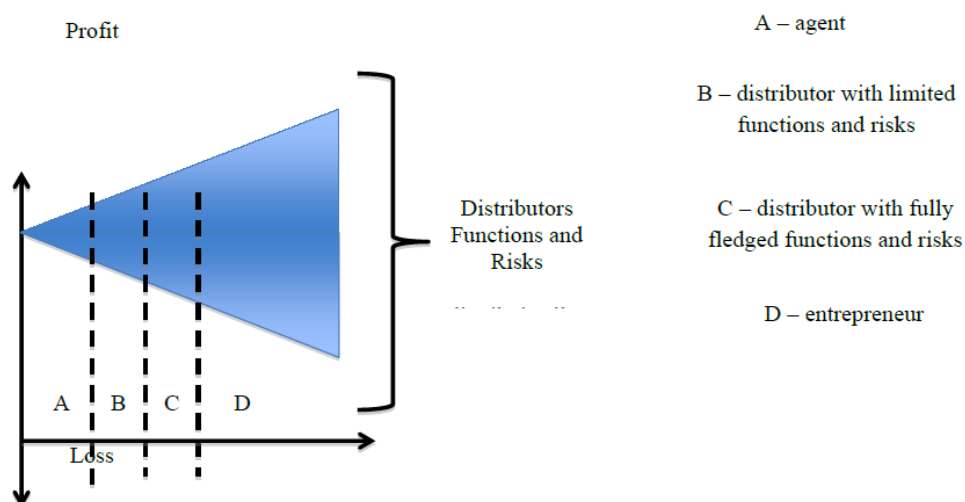 Profit
A – agent
B – distributor with limited
functions and risks
Distributors
Functions and
Risks
C – distributor with fully
fledged functions and risks
D – entrepreneur
A
B
C
D
Loss